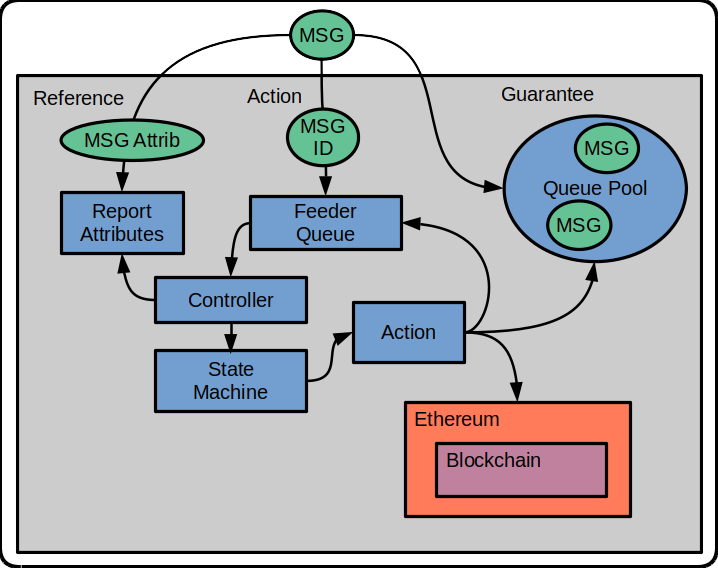 MSG
Reference
Action
Guarantee
MSG Attrib
MSG
ID
MSG
Queue Pool
MSG
Report
Attributes
Feeder
Queue
Controller
Action
State
Machine
Ethereum
Blockchain